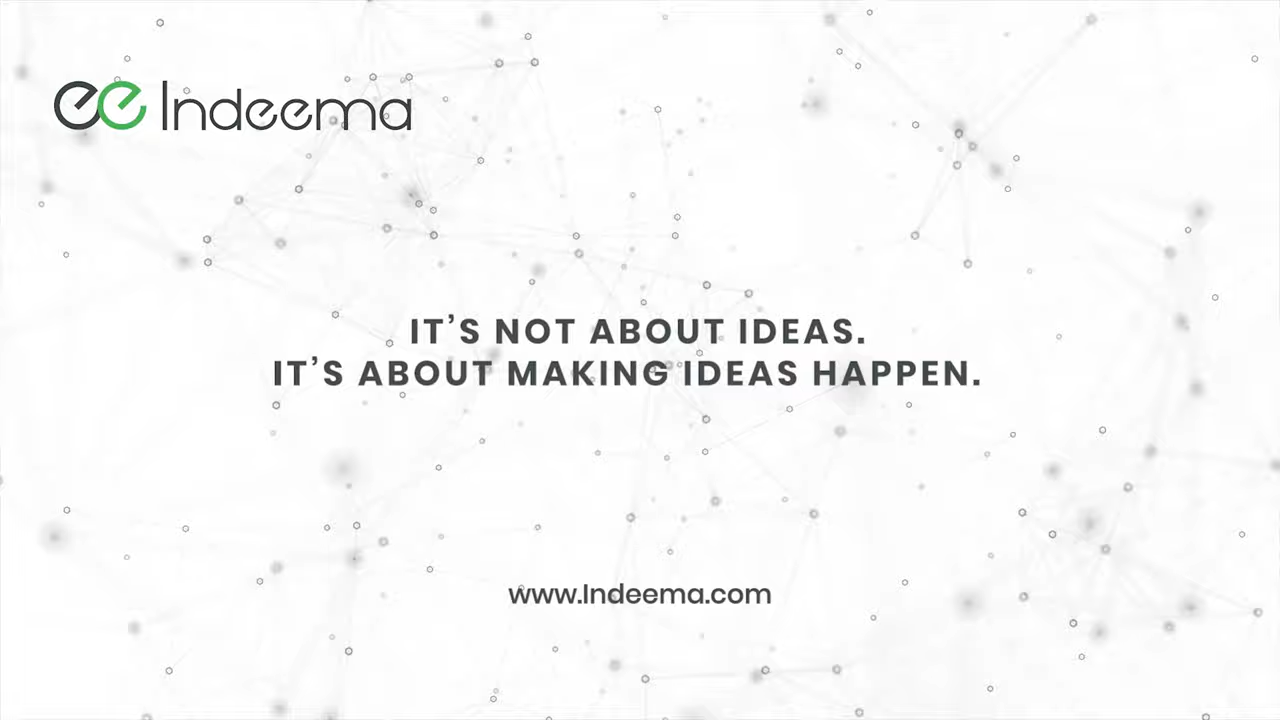 Indeema
IT’S NOT ABOUT IDEAS.
IT’S ABOUT MAKING IDEAS HAPPEN.
www.Indeema.com